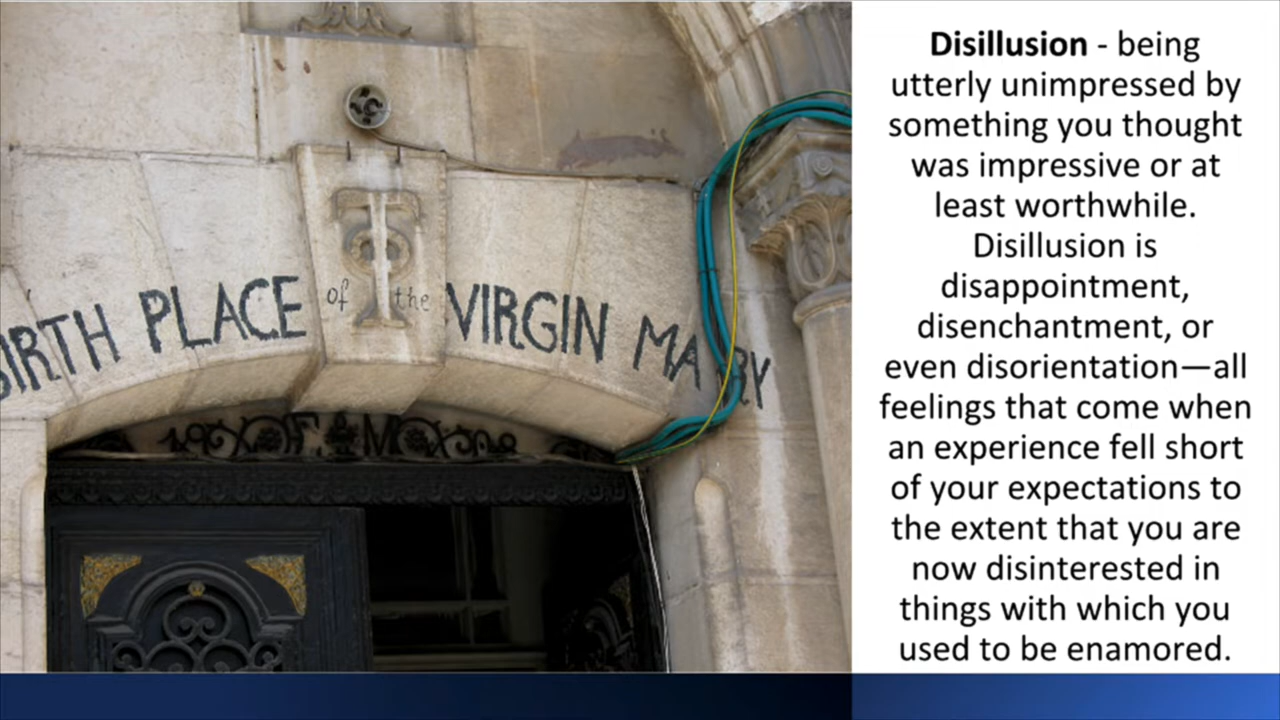 BIRTH PLACE of the VIRGIN MARY
Disillusion - being
utterly unimpressed by
something you thought
was impressive or at
least worthwhile.
Disillusion is
disappointment,
disenchantment, or
even disorientation—all
feelings that come when
an experience fell short
of your expectations to
the extent that you are
now disinterested in
things with which you
used to be enamored.